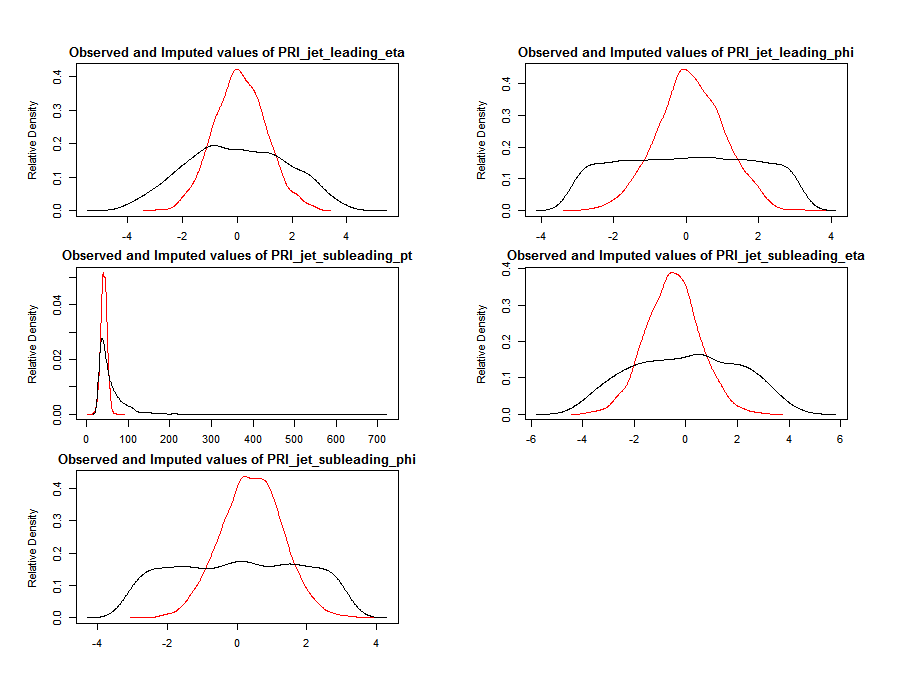 Observed and Imputed values of PRI_jet_leading_eta
Relative Density
0.0 0.1 0.2 0.3 0.4
-4 -2 0 2 4
Observed and Imputed values of PRI_jet_leading_phi
Relative Density
0.0 0.1 0.2 0.3 0.4
-4 -2 0 2 4
Observed and Imputed values of PRI_jet_subleading_pt
Relative Density
0.00 0.02 0.04
0 100 200 300 400 500 600 700
Observed and Imputed values of PRI_jet_subleading_eta
Relative Density
0.0 0.1 0.2 0.3 0.4
-6 -4 -2 0 2 4 6
Observed and Imputed values of PRI_jet_subleading_phi
Relative Density
0.0 0.1 0.2 0.3 0.4
-4 -2 0 2 4